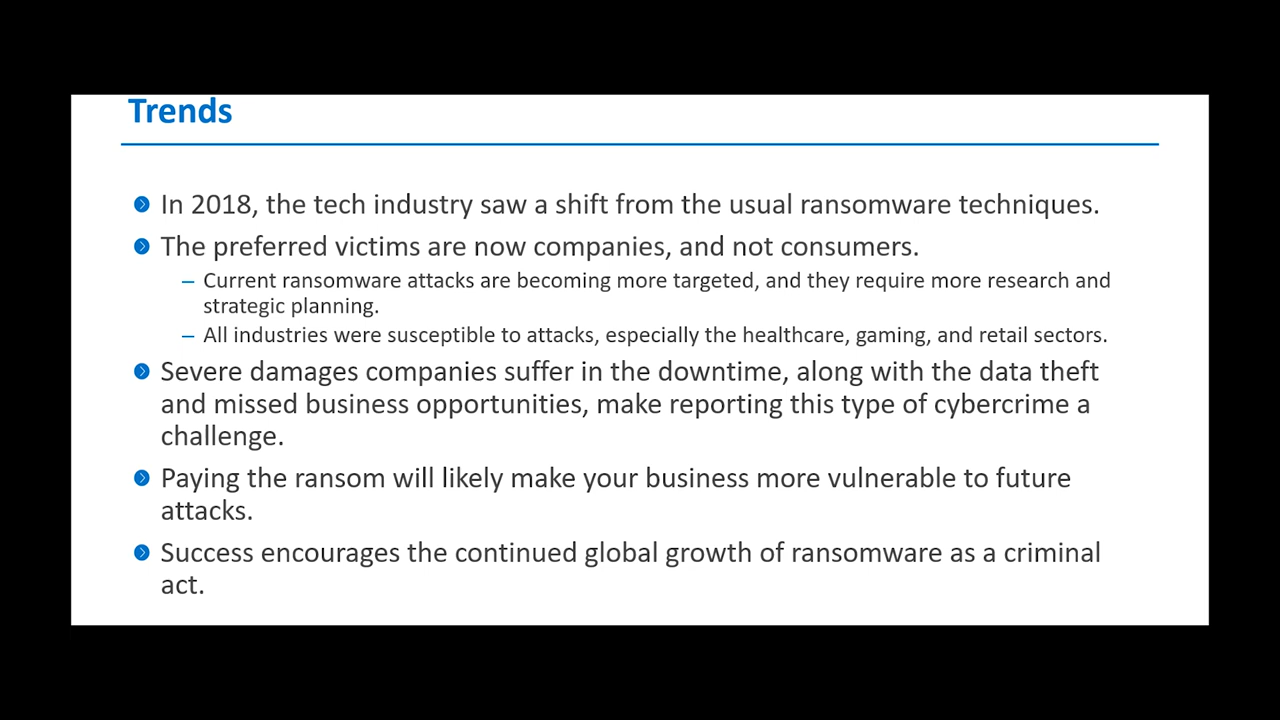 Trends
In 2018, the tech industry saw a shift from the usual ransomware techniques.
The preferred victims are now companies, and not consumers.
– Current ransomware attacks are becoming more targeted, and they require more research and
strategic planning.
– All industries were susceptible to attacks, especially the healthcare, gaming, and retail sectors.
Severe damages companies suffer in the downtime, along with the data theft
and missed business opportunities, make reporting this type of cybercrime a
challenge.
Paying the ransom will likely make your business more vulnerable to future
attacks.
Success encourages the continued global growth of ransomware as a criminal
act.